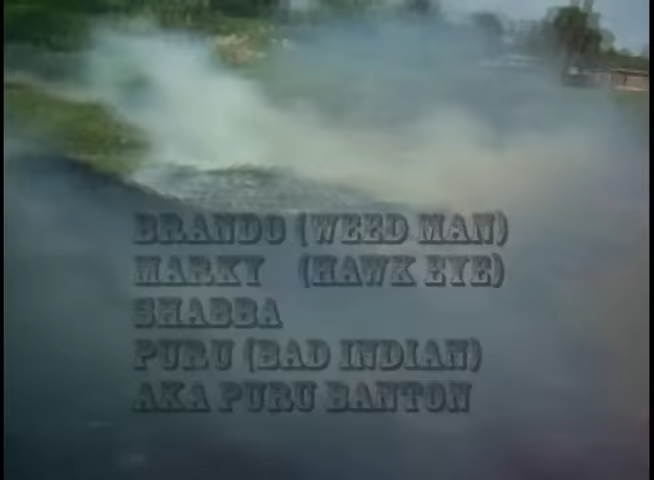 BRANDO (WEED MAN)
MARKY (HAWK EYE)
SHABBA
PURU (BAD INDIAN)
AKA PURU BANTON